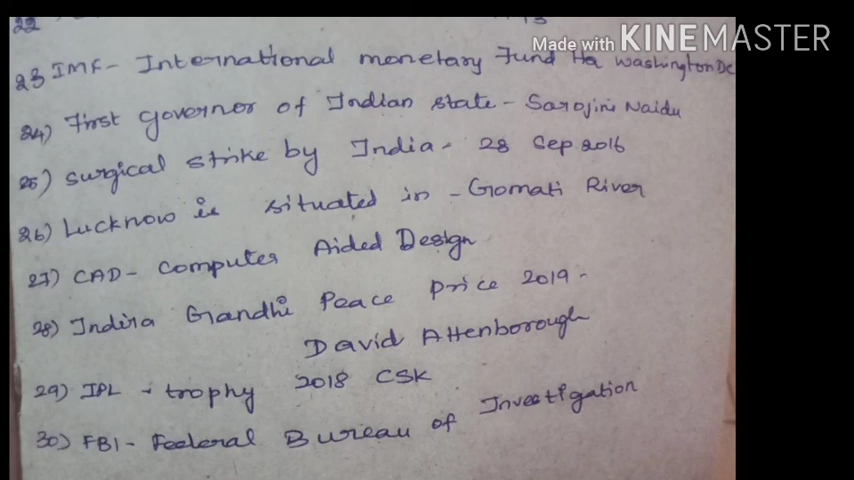 22
Made with KINEMASTER
23 IMF - International monetary Fund HQ Washington DC
24) First governor of Indian state - Sarojini Naidu
25) Surgical strike by India - 28 Sep 2016
26) Lucknow is situated in - Gomati River
27) CAD - Computer Aided Design
28) Indira Gandhi Peace price 2019 -
David Attenborough
29) IPL - trophy 2018 CSK
30) FBI - Federal Bureau of Investigation